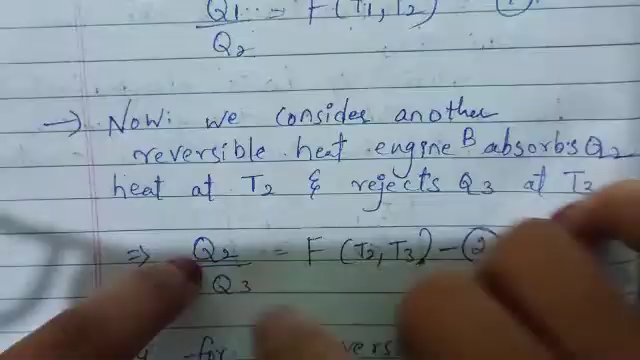 Q1 / Q2 = F (T1, T2)
→ Now: we consider another
reversible heat engine B absorbs Q2
heat at T2 & rejects Q3 at T3
⇒ Q2 / Q3 = F (T2, T3) — 2
for